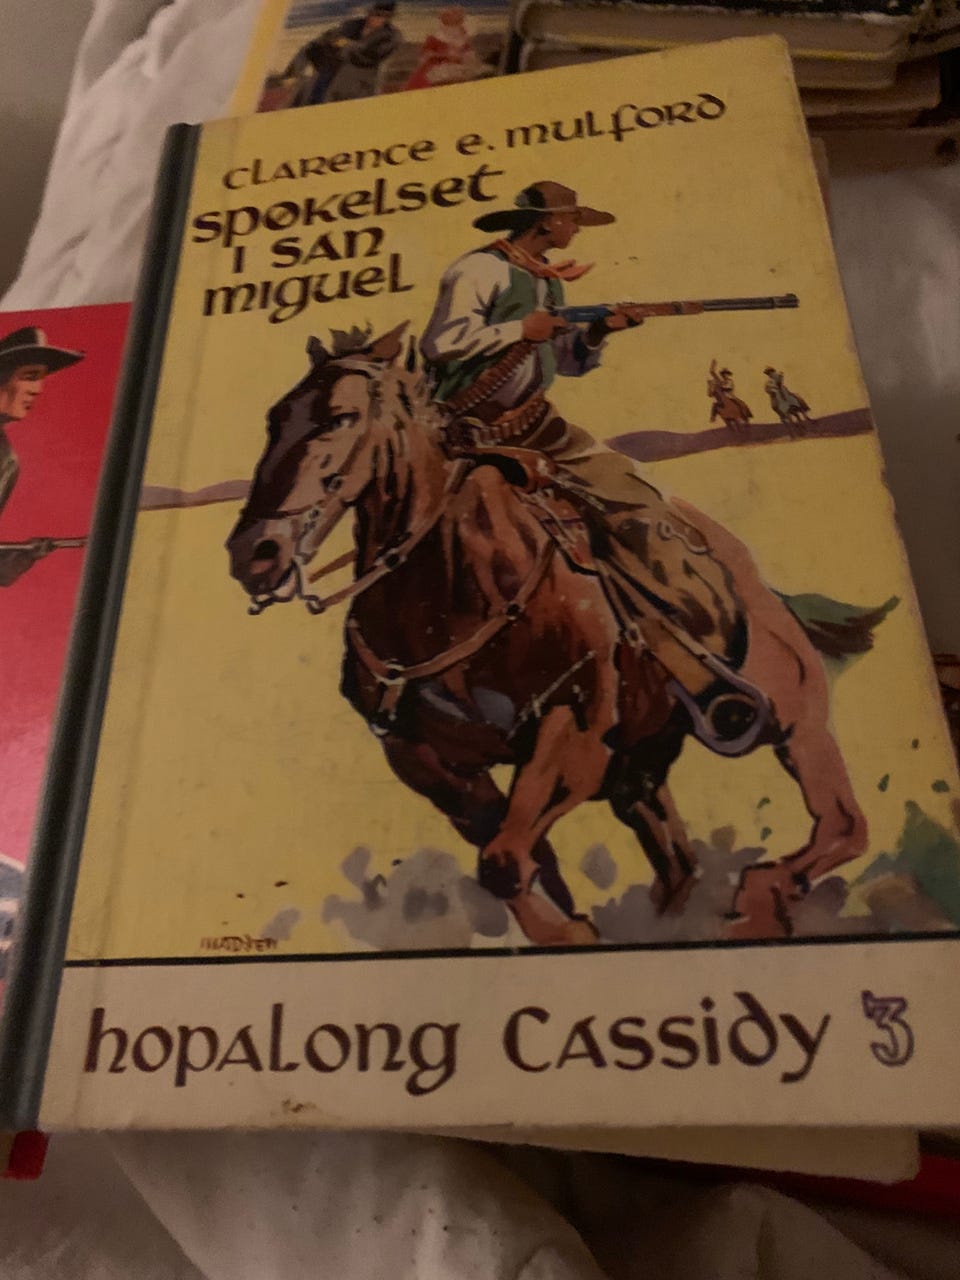 clarence e. mulford
spøkelset
i san
miguel
hopalong cassidy 3